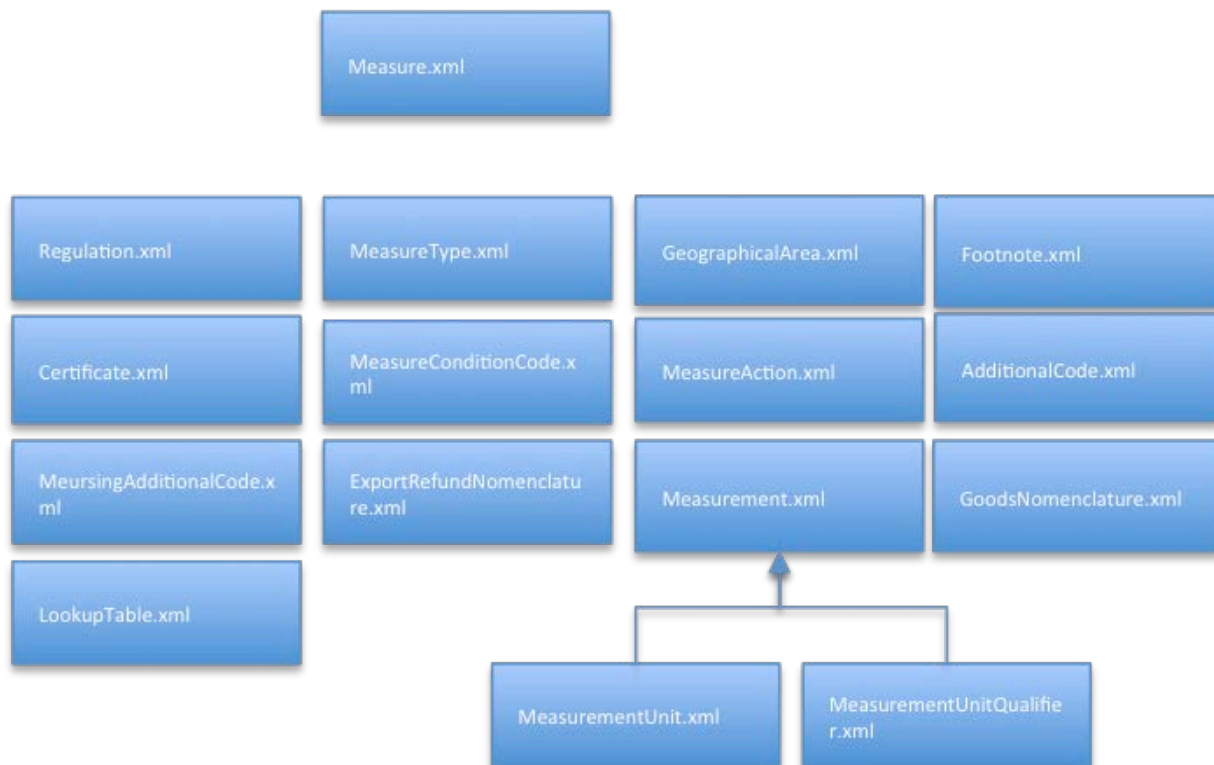 Measure.xml
Regulation.xml
MeasureType.xml
GeographicalArea.xml
Footnote.xml
Certificate.xml
MeasureConditionCode.x
ml
MeasureAction.xml
AdditionalCode.xml
MeursingAdditionalCode.x
ml
ExportRefundNomenclatu
re.xml
Measurement.xml
GoodsNomenclature.xml
LookupTable.xml
MeasurementUnit.xml
MeasurementUnitQualifie
r.xml